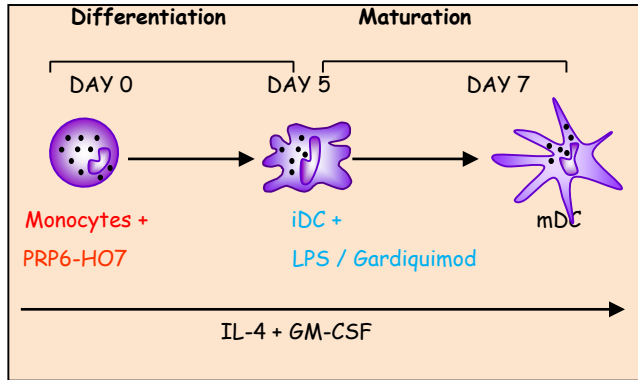 Differentiation Maturation
DAY 0 DAY 5 DAY 7
Monocytes + iDC + mDC
PRP6-HO7 LPS / Gardiquimod
IL-4 + GM-CSF